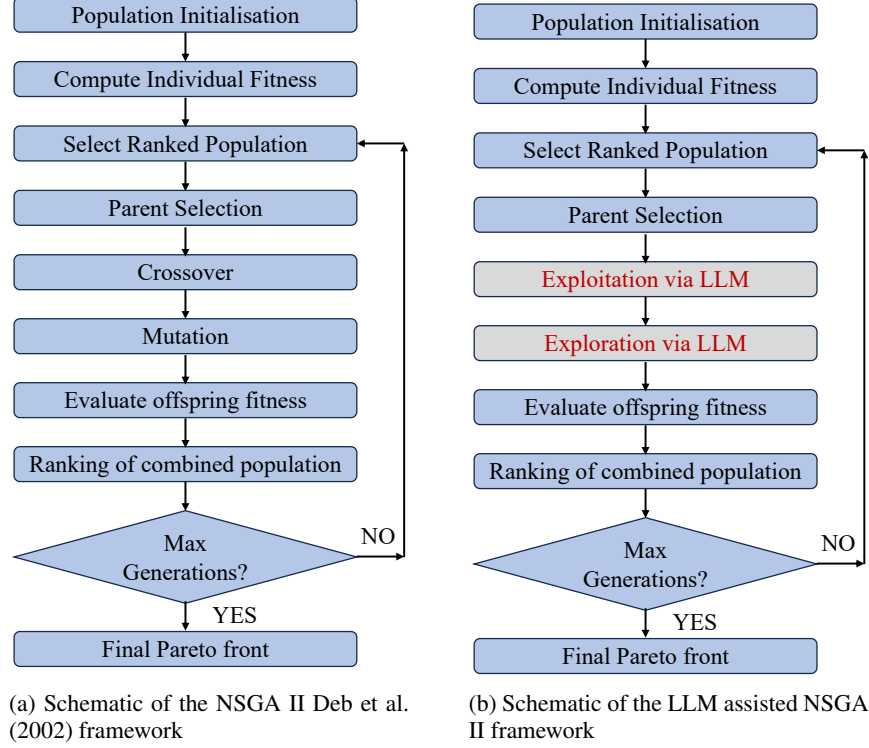 Population Initialisation
Compute Individual Fitness
Select Ranked Population
Parent Selection
Crossover
Mutation
Evaluate offspring fitness
Ranking of combined population
Max
Generations?
NO
YES
Final Pareto front
(a) Schematic of the NSGA II Deb et al.
(2002) framework
Population Initialisation
Compute Individual Fitness
Select Ranked Population
Parent Selection
Exploitation via LLM
Exploration via LLM
Evaluate offspring fitness
Ranking of combined population
Max
Generations?
NO
YES
Final Pareto front
(b) Schematic of the LLM assisted NSGA
II framework